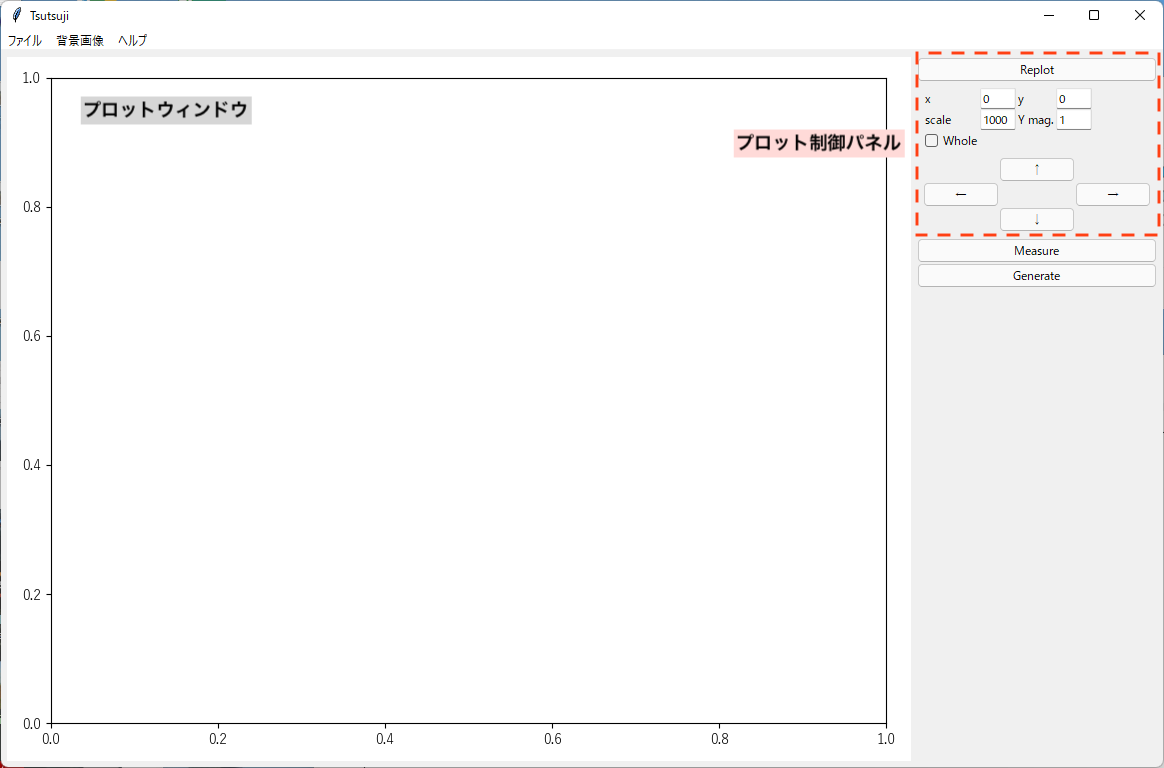 Tsutsuji
ファイル 背景画像 ヘルプ
1.0
プロットウィンドウ
プロット制御パネル
0.8
0.6
0.4
0.2
0.0
0.0 0.2 0.4 0.6 0.8 1.0
Replot
x 0 y 0
scale 1000 Y mag. 1
Whole
↑
← →
↓
Measure
Generate